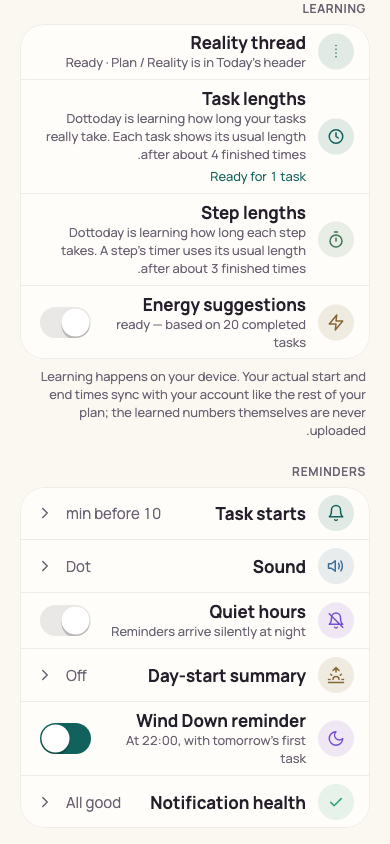 LEARNING
Reality thread
Ready · Plan / Reality is in Today's header
Task lengths
Dottoday is learning how long your tasks
really take. Each task shows its usual length
.after about 4 finished times
Ready for 1 task
Step lengths
Dottoday is learning how long each step
takes. A step's timer uses its usual length
.after about 3 finished times
Energy suggestions
ready — based on 20 completed
tasks
Learning happens on your device. Your actual start and
end times sync with your account like the rest of your
plan; the learned numbers themselves are never
.uploaded
REMINDERS
Task starts
min before 10
Sound
Dot
Quiet hours
Reminders arrive silently at night
Day-start summary
Off
Wind Down reminder
At 22:00, with tomorrow's first
task
Notification health
All good